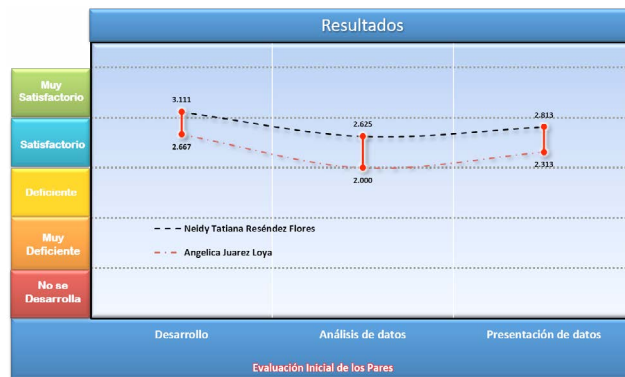 Resultados
Muy
Satisfactorio
Satisfactorio
Deficiente
Muy
Deficiente
No se
Desarrolla
3.111
2.625
2.813
2.667
2.000
2.313
Neidy Tatiana Reséndez Flores
Angelica Juarez Loya
Desarrollo
Análisis de datos
Presentación de datos
Evaluación Inicial de los Pares